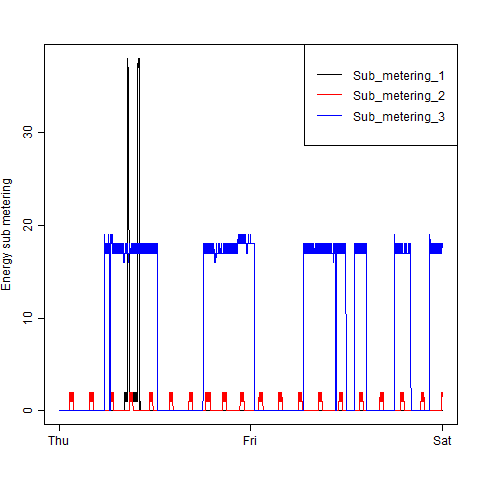 Sub_metering_1
Sub_metering_2
Sub_metering_3
Energy sub metering
30
20
10
0
Thu
Fri
Sat